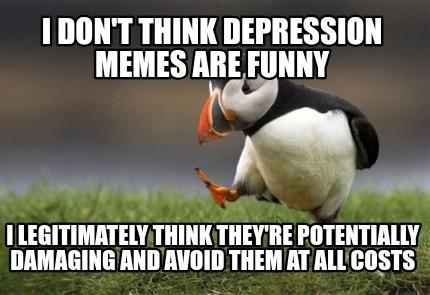 I DON'T THINK DEPRESSION
MEMES ARE FUNNY
I LEGITIMATELY THINK THEY'RE POTENTIALLY
DAMAGING AND AVOID THEM AT ALL COSTS